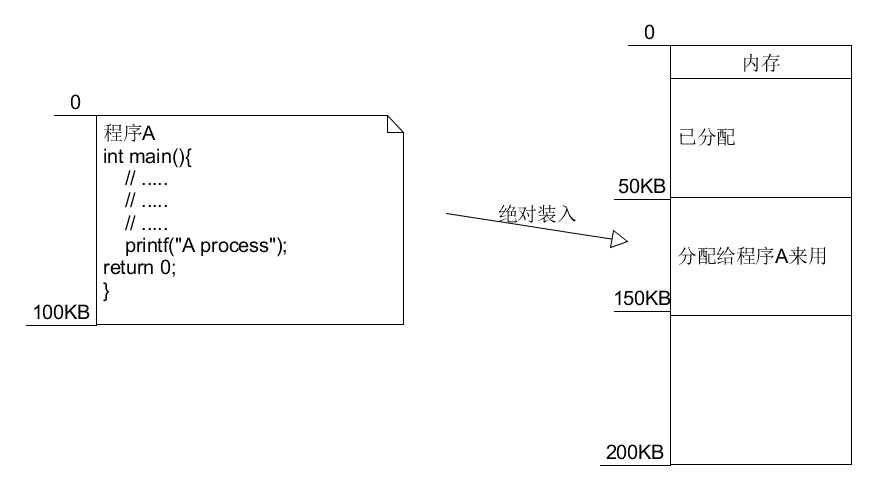 0
程序A
int main(){
// .....
// .....
// .....
printf("A process");
return 0;
}
100KB
绝对装入
0
内存
已分配
50KB
分配给程序A来用
150KB
200KB